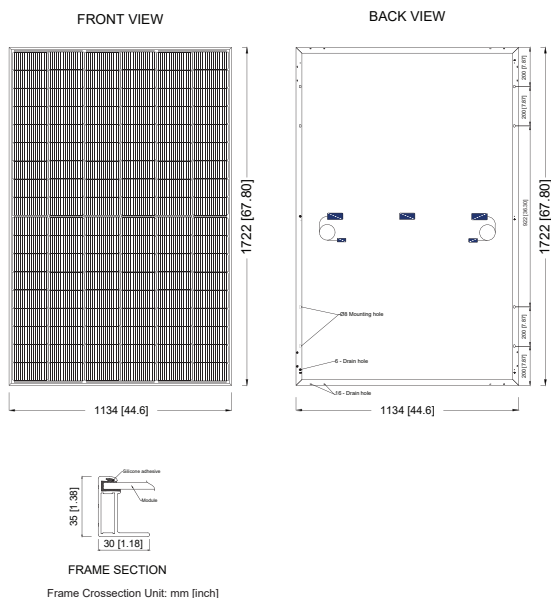 FRONT VIEW
BACK VIEW
1722 [67.80]
1134 [44.6]
200 [7.87]
200 [7.87]
922 [36.30]
200 [7.87]
200 [7.87]
1722 [67.80]
Ø8 Mounting hole
6 - Drain hole
16 - Drain hole
1134 [44.6]
Silicone adhesive
Module
35 [1.38]
30 [1.18]
FRAME SECTION
Frame Crossection Unit: mm [inch]